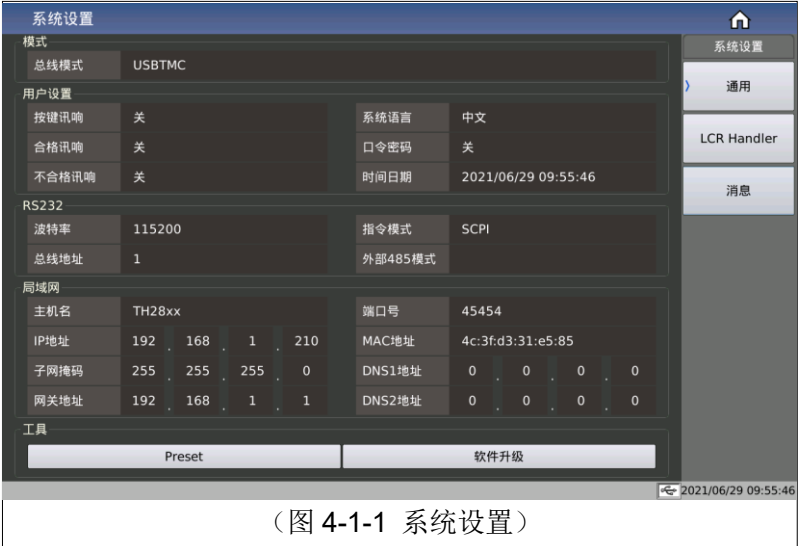 系统设置
模式
总线模式 USBTMC
用户设置
按键讯响 关 系统语言 中文
合格讯响 关 口令密码 关
不合格讯响 关 时间日期 2021/06/29 09:55:46
RS232
波特率 115200 指令模式 SCPI
总线地址 1 外部485模式
局域网
主机名 TH28xx 端口号 45454
IP地址 192 . 168 . 1 . 210 MAC地址 4c:3f:d3:31:e5:85
子网掩码 255 . 255 . 255 . 0 DNS1地址 0 . 0 . 0 . 0
网关地址 192 . 168 . 1 . 1 DNS2地址 0 . 0 . 0 . 0
工具
Preset 软件升级
系统设置
通用
LCR Handler
消息
2021/06/29 09:55:46
（图 4-1-1 系统设置）